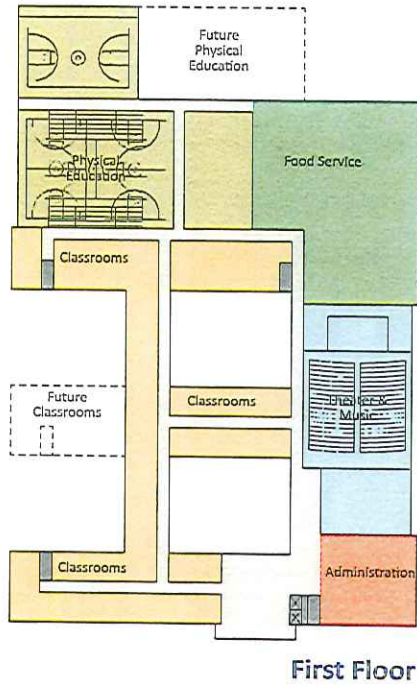 Future
Physical
Education
Physical
Education
Food Service
Classrooms
Future
Classrooms
Classrooms
Theater &
Music
Classrooms
Administration
First Floor